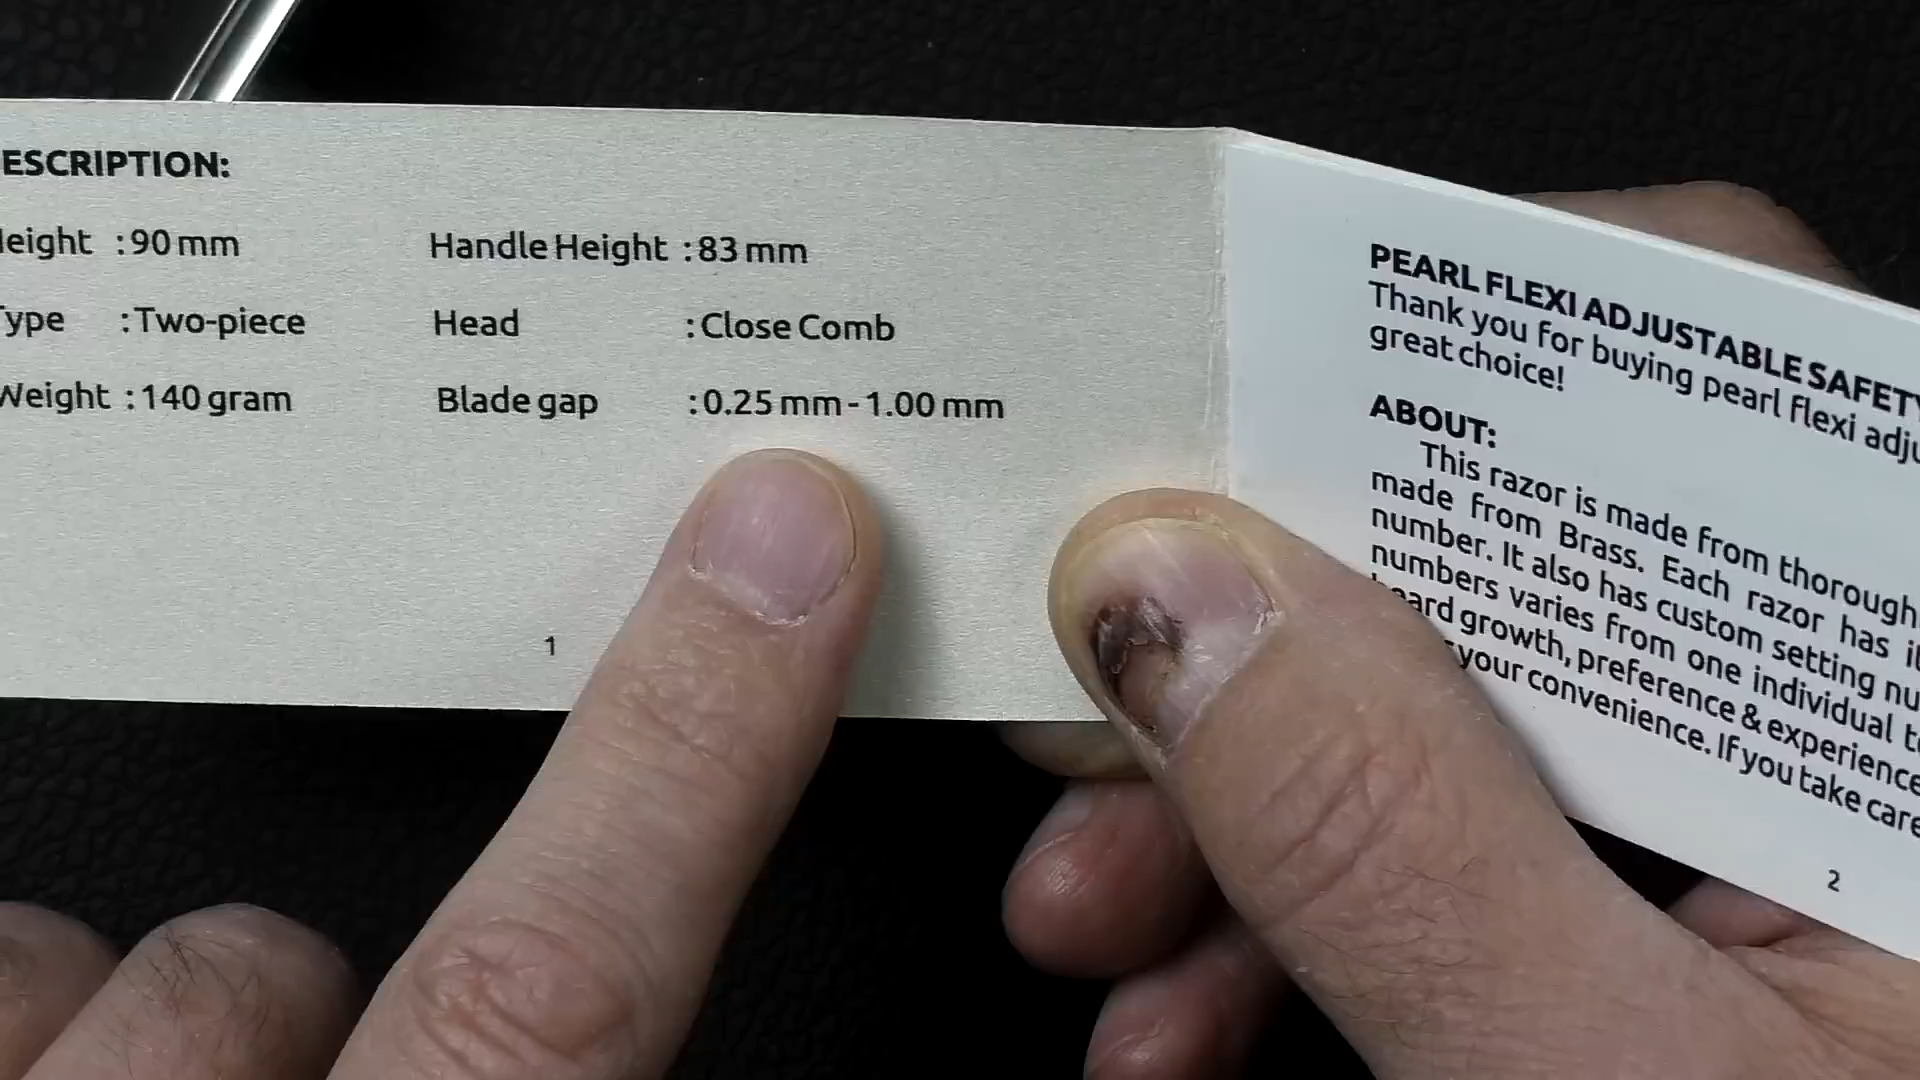 ESCRIPTION:
eight : 90 mm Handle Height : 83 mm
Type : Two-piece Head : Close Comb
Weight : 140 gram Blade gap : 0.25 mm - 1.00 mm
1
PEARL FLEXI ADJUSTABLE SAFETY
Thank you for buying pearl flexi adju
great choice!
ABOUT:
This razor is made from thorough
made from Brass. Each razor has it
number. It also has custom setting nu
numbers varies from one individual t
beard growth, preference & experience
your convenience. If you take care
2